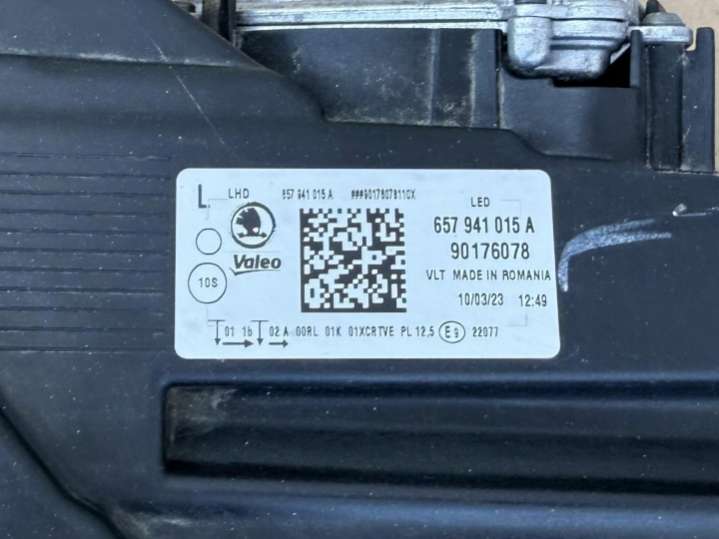 L LHD 657 941 015 A ###90176078110X
LED
657 941 015 A
90176078
VLT MADE IN ROMANIA
10/03/23 12:49
Valeo
10S
01 1b 02 A 00RL 01K 01XCRTVE PL 12,5 E9 22077